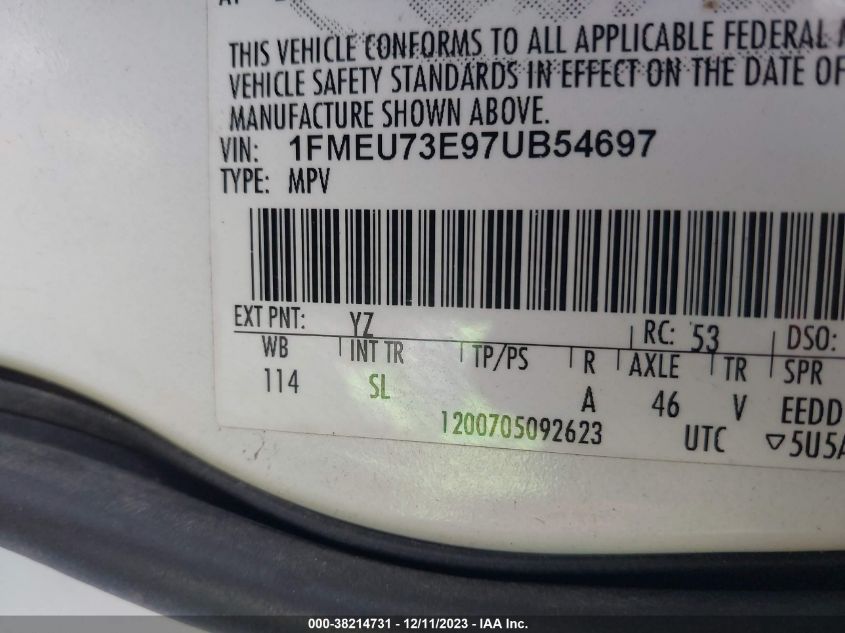 THIS VEHICLE CONFORMS TO ALL APPLICABLE FEDERAL
VEHICLE SAFETY STANDARDS IN EFFECT ON THE DATE OF
MANUFACTURE SHOWN ABOVE.
VIN: 1FMEU73E97UB54697
TYPE: MPV
EXT PNT: YZ RC: 53 DSO:
WB INT TR TP/PS R AXLE TR SPR
114 SL A 46 V EEDD
1200705092623 UTC ▽5U5A
000-38214731 - 12/11/2023 - IAA Inc.